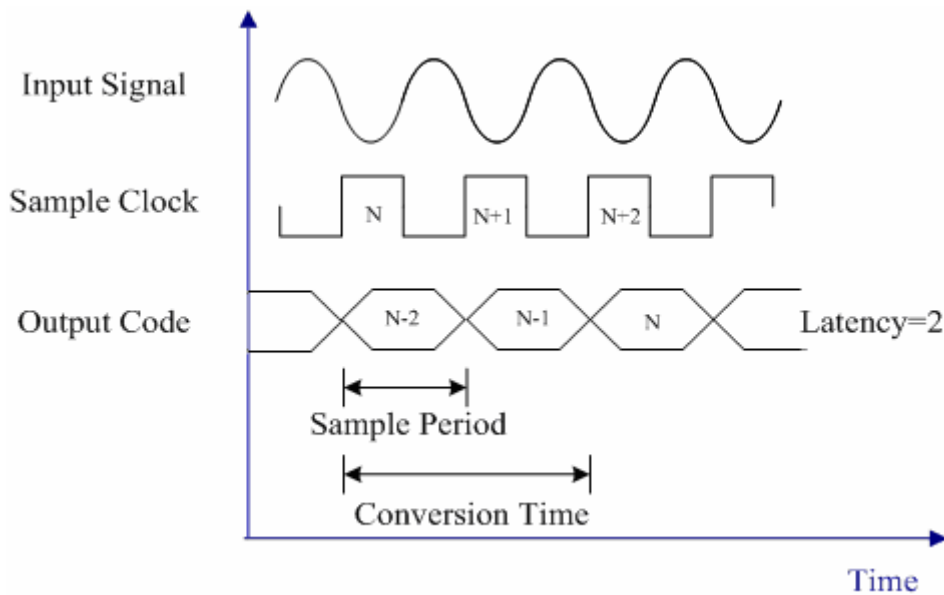 Input Signal
Sample Clock
N
N+1
N+2
Output Code
N-2
N-1
N
Latency=2
Sample Period
Conversion Time
Time